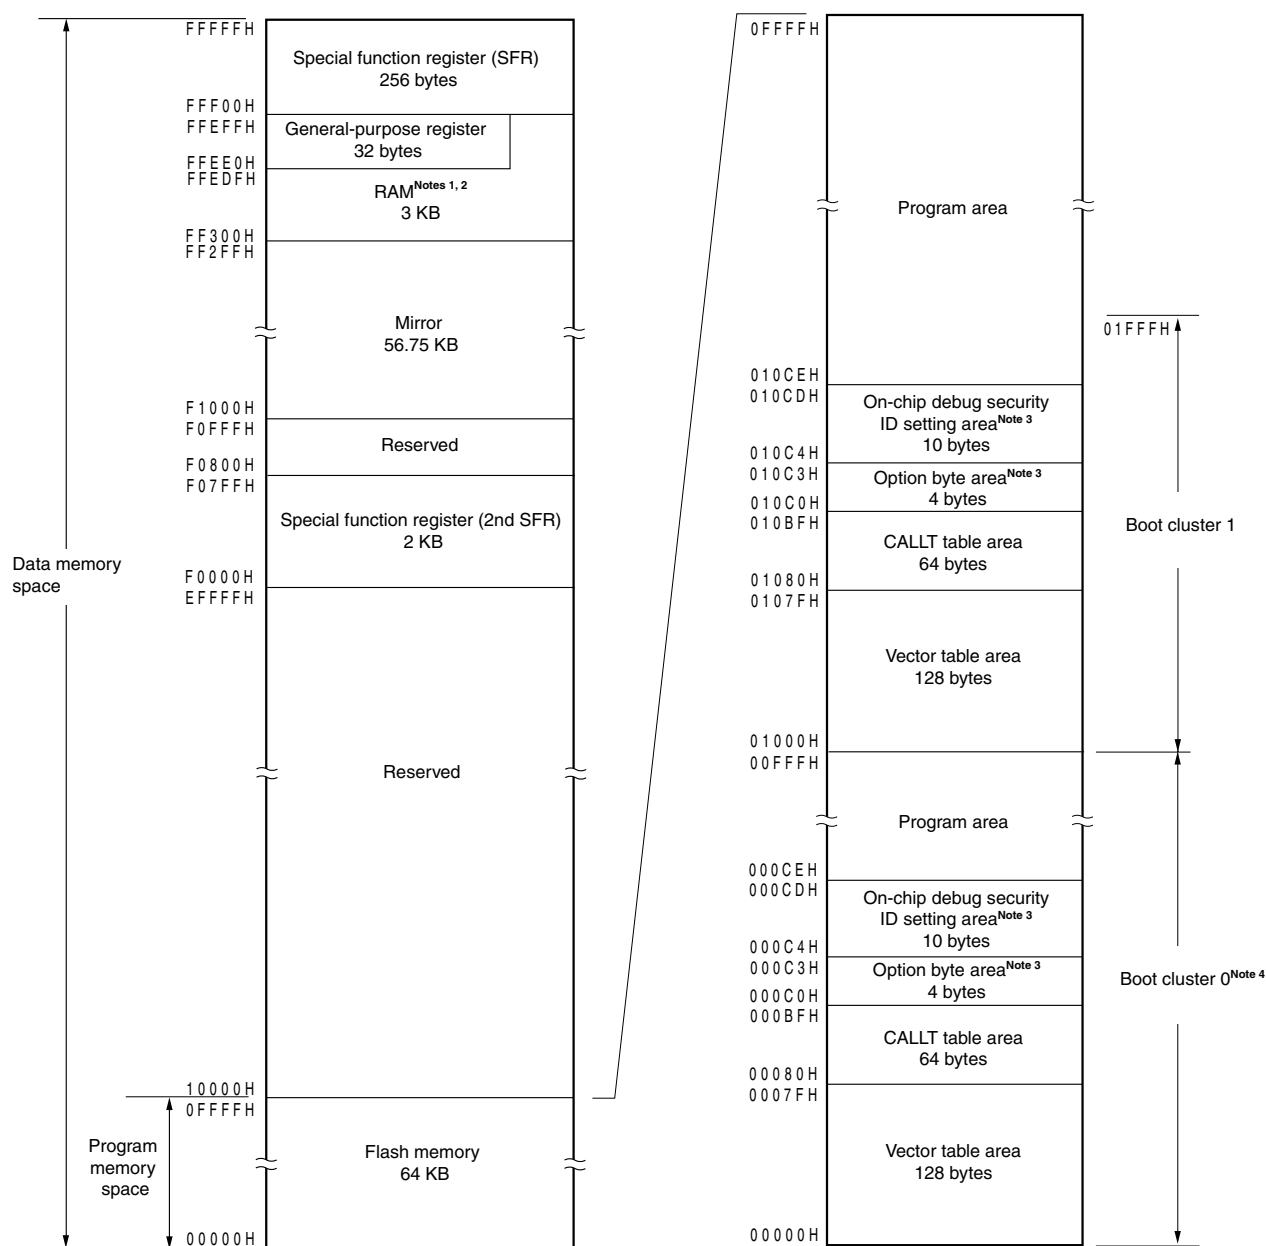 FFFFFH
Special function register (SFR)
256 bytes
FFF00H
FFEFFH
General-purpose register
32 bytes
FFEE0H
FFEDFH
RAMNotes 1, 2
3 KB
FF300H
FF2FFH
Mirror
56.75 KB
F1000H
F0FFFH
Reserved
F0800H
F07FFH
Special function register (2nd SFR)
2 KB
Data memory
space
F0000H
EFFFFH
Reserved
10000H
0FFFFH
Program
memory
space
Flash memory
64 KB
00000H
0FFFFH
Program area
01FFFH
010CEH
010CDH
On-chip debug security
ID setting areaNote 3
10 bytes
010C4H
010C3H
Option byte areaNote 3
4 bytes
010C0H
010BFH
Boot cluster 1
CALLT table area
64 bytes
01080H
0107FH
Vector table area
128 bytes
01000H
00FFFH
Program area
000CEH
000CDH
On-chip debug security
ID setting areaNote 3
10 bytes
000C4H
000C3H
Option byte areaNote 3
4 bytes
Boot cluster 0Note 4
000C0H
000BFH
CALLT table area
64 bytes
00080H
0007FH
Vector table area
128 bytes
00000H